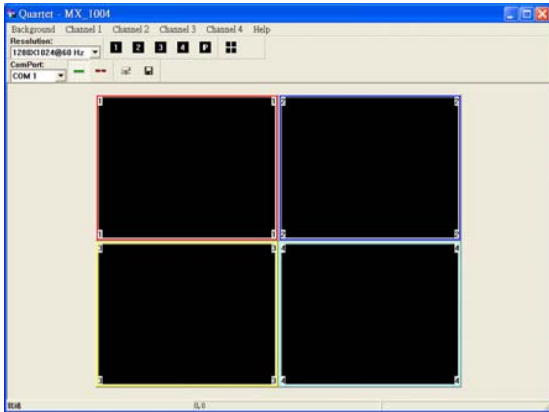 Quartet - MX_1004
Background Channel 1 Channel 2 Channel 3 Channel 4 Help
Resolution:
1280X1024@60 Hz
1 2 3 4 P
ComPort:
COM 1
1 1 2 2
1 1 2 2
3 3 4 4
3 3 4 4
就緒 0,0